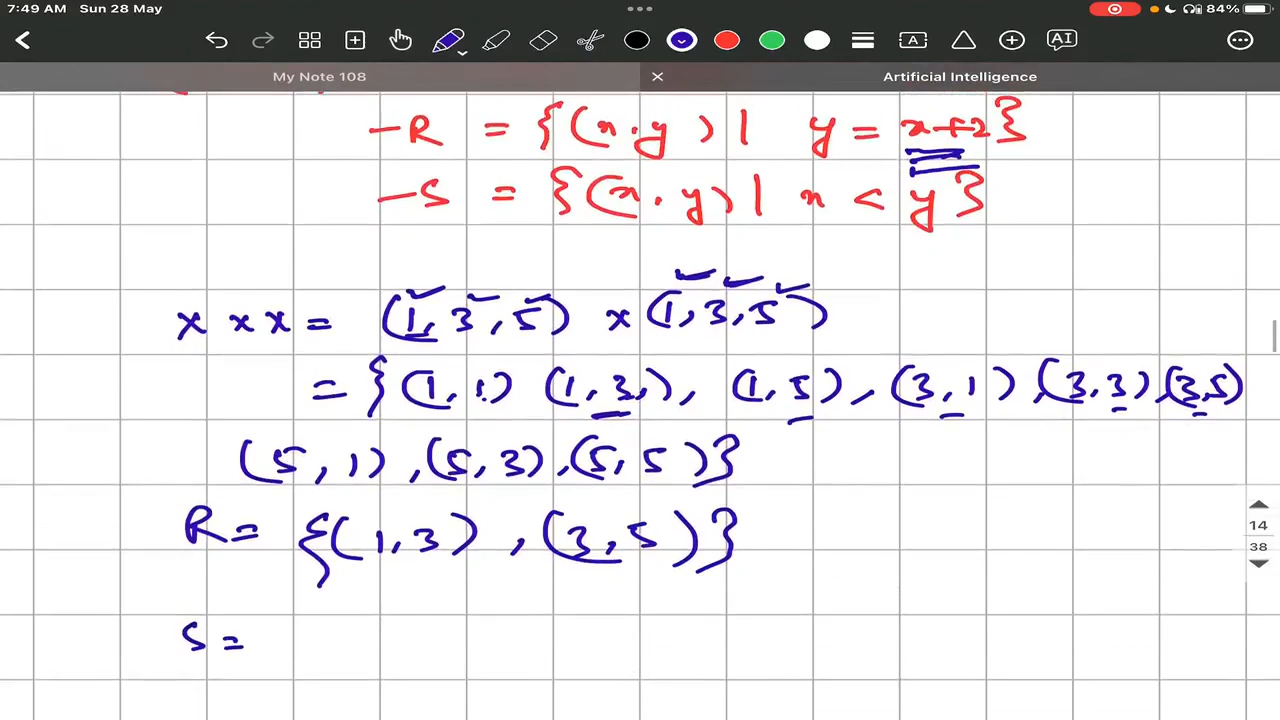 7:49 AM Sun 28 May
84%
My Note 108
Artificial Intelligence
-R = {(x.y)| y = x+2}
-S = {(x.y)| x < y}
x x x = (1,3,5) x (1,3,5)
= {(1,1) (1,3,), (1,5), (3,1), (3,3), (3,5)
(5,1), (5,3), (5,5)}
R = {(1,3), (3,5)}
S =
14
38